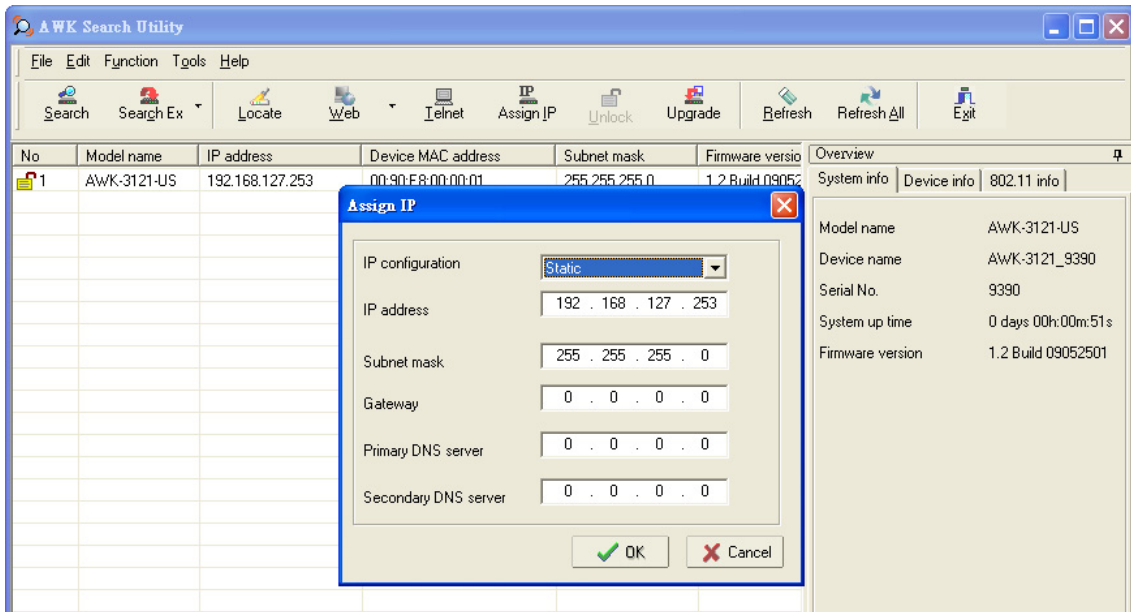 AWK Search Utility
File Edit Function Tools Help
Search Search Ex Locate Web Telnet IP Assign IP Unlock Upgrade Refresh Refresh All Exit
No Model name IP address Device MAC address Subnet mask Firmware versio
1 AWK-3121-US 192.168.127.253 00:90:E8:00:00:01 255.255.255.0 1.2 Build 09052
Assign IP
IP configuration Static
IP address 192 . 168 . 127 . 253
Subnet mask 255 . 255 . 255 . 0
Gateway 0 . 0 . 0 . 0
Primary DNS server 0 . 0 . 0 . 0
Secondary DNS server 0 . 0 . 0 . 0
OK Cancel
Overview
System info Device info 802.11 info
Model name AWK-3121-US
Device name AWK-3121_9390
Serial No. 9390
System up time 0 days 00h:00m:51s
Firmware version 1.2 Build 09052501